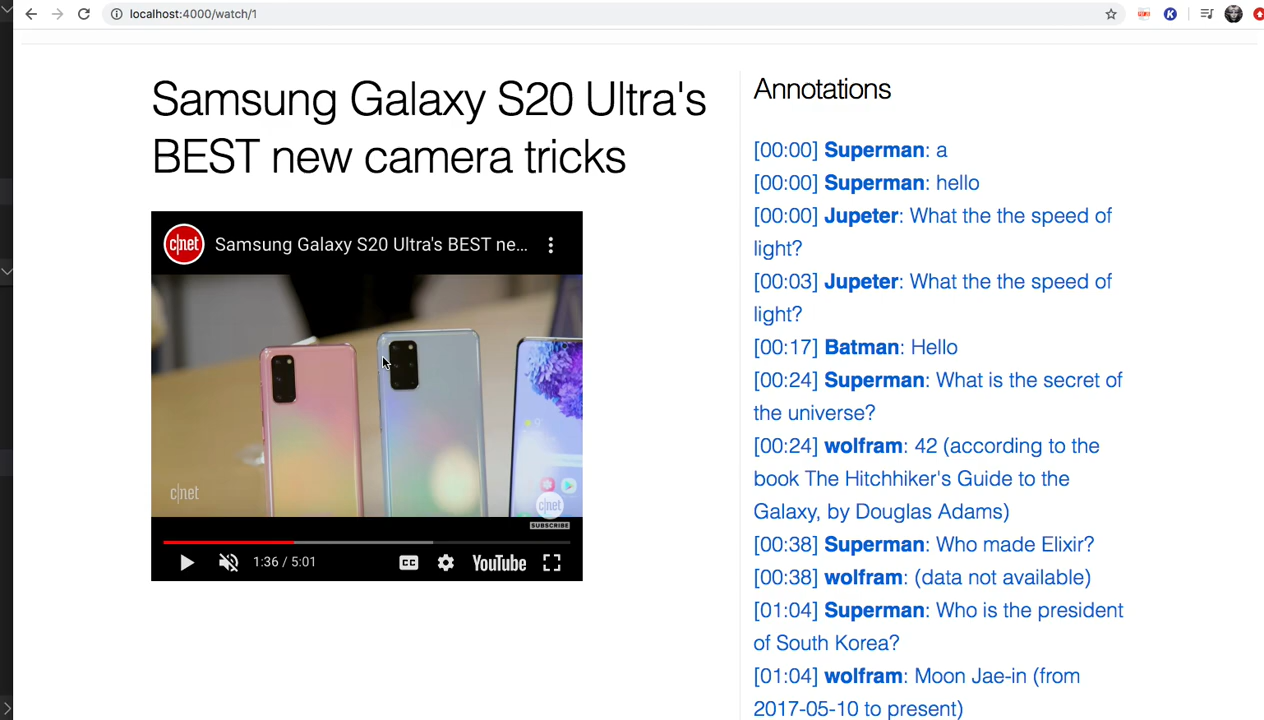 localhost:4000/watch/1
Samsung Galaxy S20 Ultra's
BEST new camera tricks
c|net
Samsung Galaxy S20 Ultra's BEST ne...
c|net
c|net
SUBSCRIBE
1:36 / 5:01
CC
YouTube
Annotations
[00:00] Superman: a
[00:00] Superman: hello
[00:00] Jupeter: What the the speed of
light?
[00:03] Jupeter: What the the speed of
light?
[00:17] Batman: Hello
[00:24] Superman: What is the secret of
the universe?
[00:24] wolfram: 42 (according to the
book The Hitchhiker's Guide to the
Galaxy, by Douglas Adams)
[00:38] Superman: Who made Elixir?
[00:38] wolfram: (data not available)
[01:04] Superman: Who is the president
of South Korea?
[01:04] wolfram: Moon Jae-in (from
2017-05-10 to present)